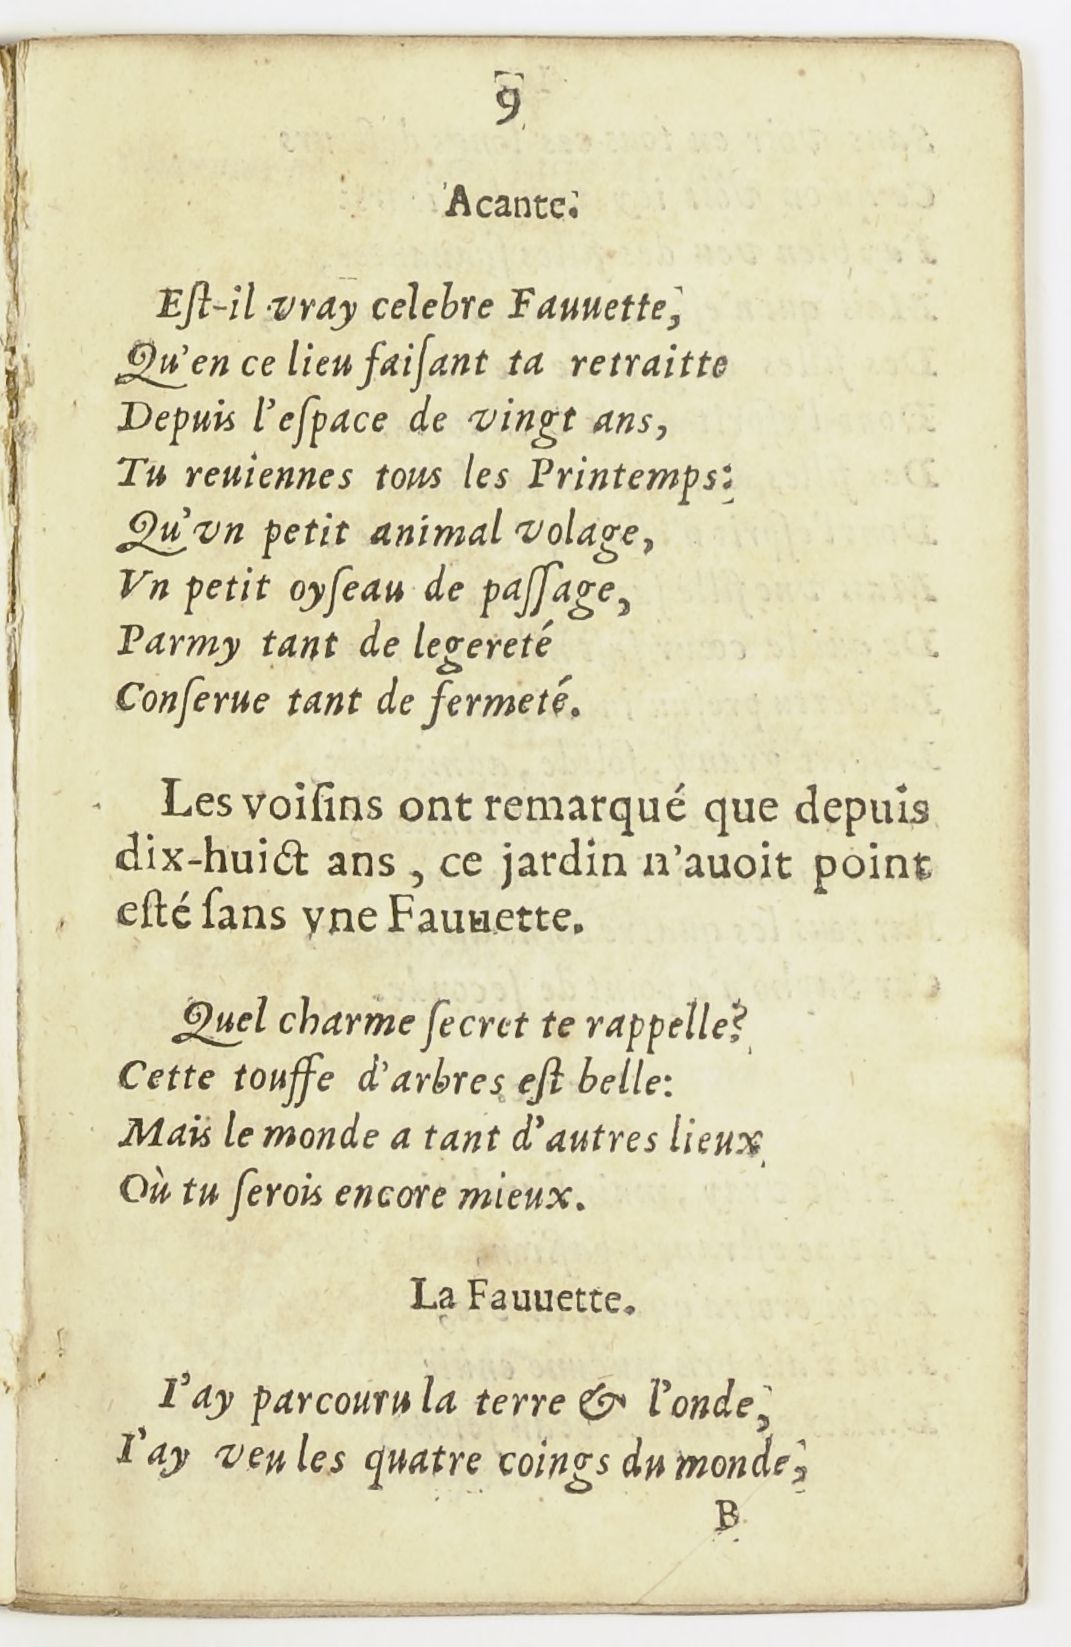 9
Acante.
Eſt-il vray celebre Fauuette,
Qu'en ce lieu faiſant ta retraitte
Depuis l'eſpace de vingt ans,
Tu reuiennes tous les Printemps:
Qu'vn petit animal volage,
Vn petit oyſeau de paſſage,
Parmy tant de legereté
Conſerue tant de fermeté.
Les voiſins ont remarqué que depuis
dix-huict ans, ce jardin n'auoit point
eſté ſans vne Fauuette.
Quel charme ſecret te rappelle?
Cette touffe d'arbres eſt belle:
Mais le monde a tant d'autres lieux
Où tu ſerois encore mieux.
La Fauuette.
I'ay parcouru la terre & l'onde,
I'ay veu les quatre coings du monde,
B